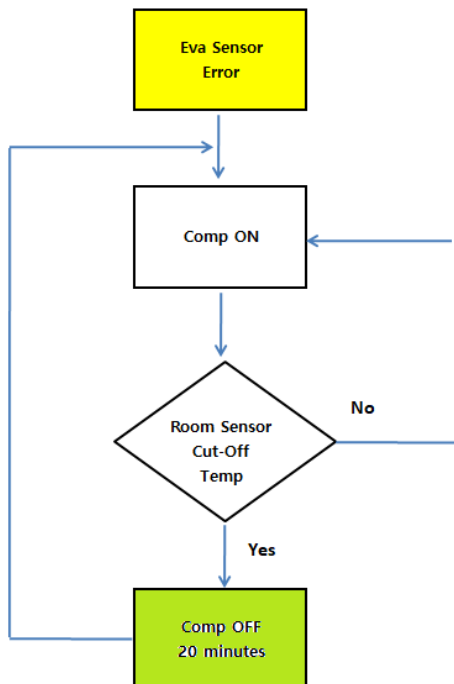 Eva Sensor
Error
Comp ON
Room Sensor
Cut-Off
Temp
No
Yes
Comp OFF
20 minutes